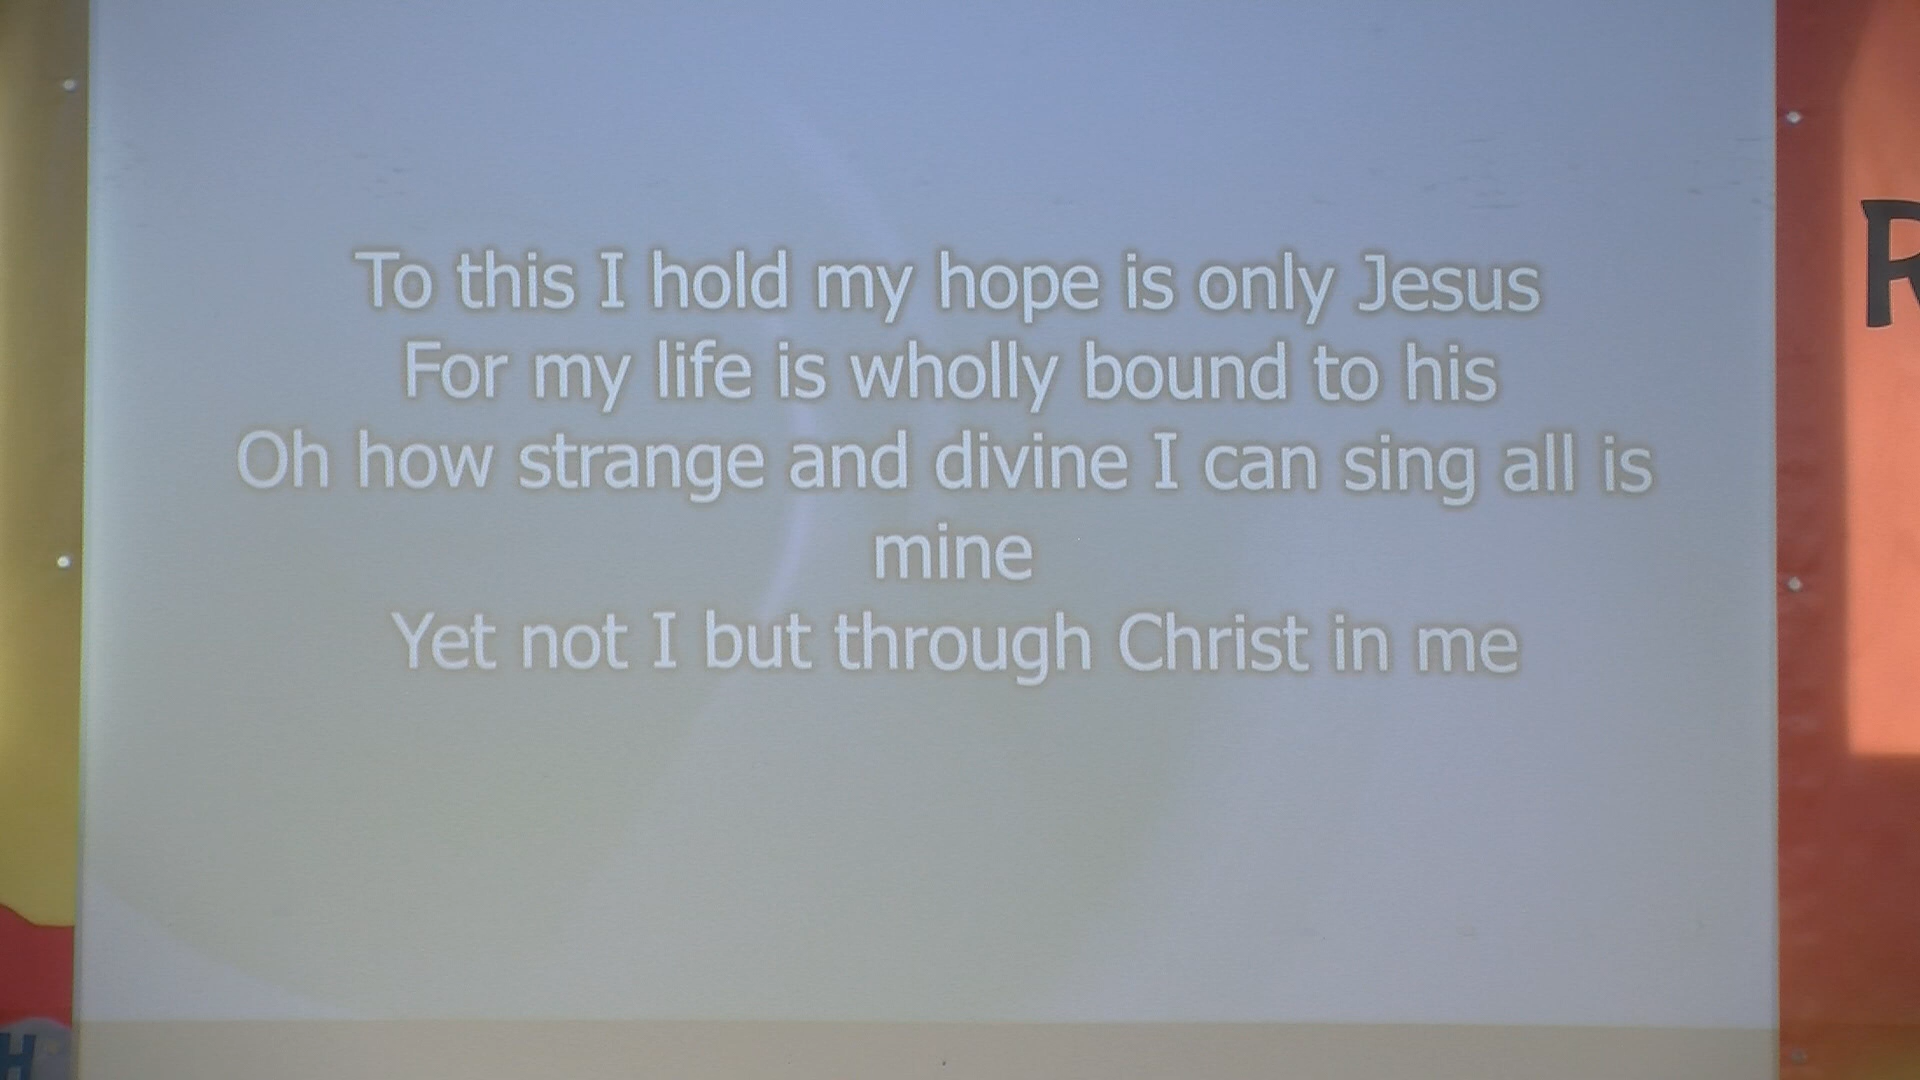 To this I hold my hope is only Jesus
For my life is wholly bound to his
Oh how strange and divine I can sing all is
mine
Yet not I but through Christ in me
R
H